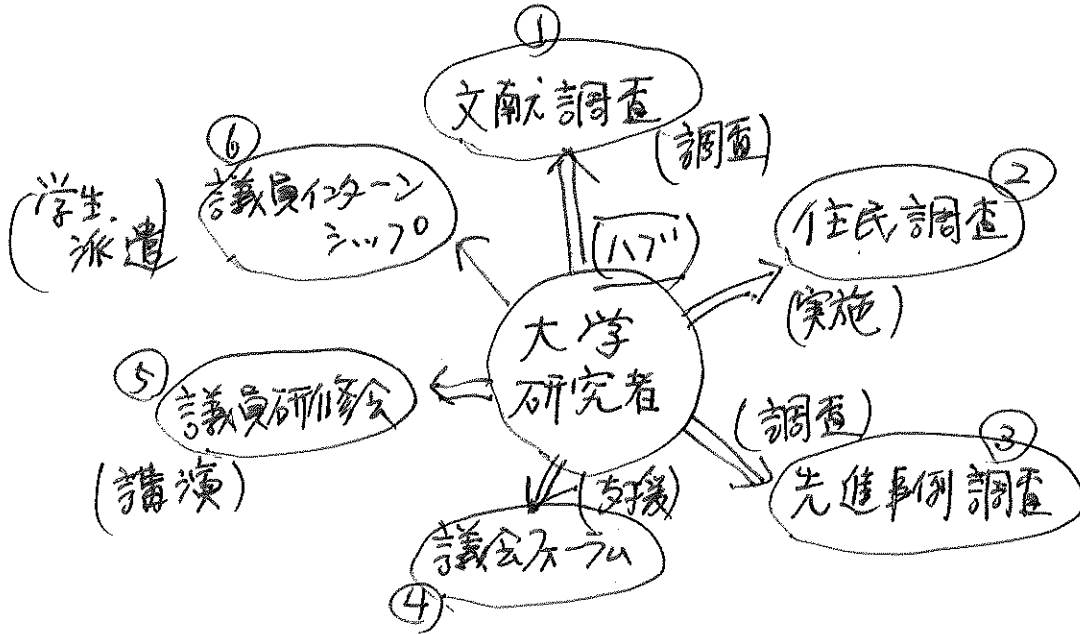 ①
文献調査
(調査)
②
住民調査
(実施)
③
(調査)
先進事例調査
④
議会フォーラム
(支援)
⑤
議員研修会
(講演)
⑥
議員インターン
シップ
(学生.
派遣)
(ハブ)
大学
研究者